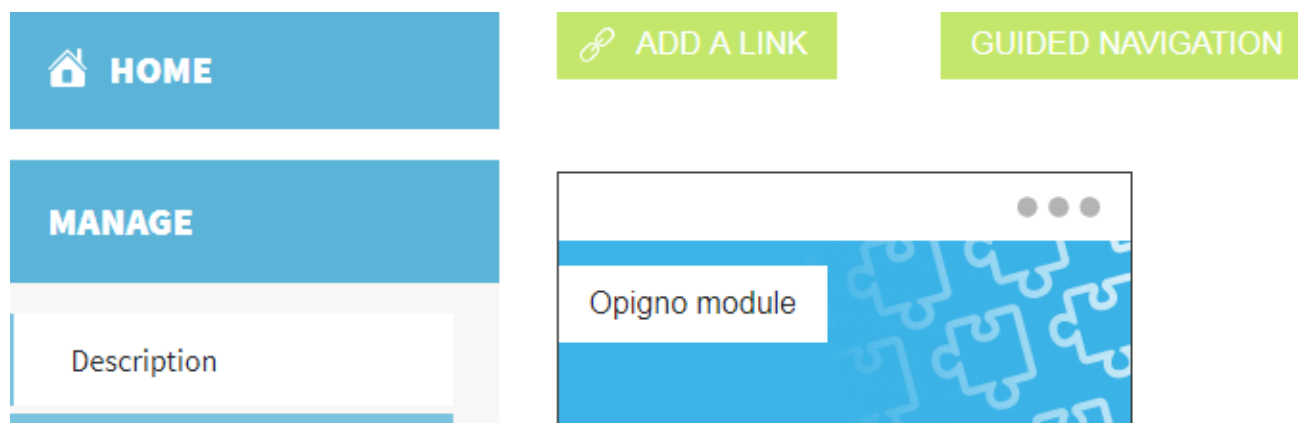 HOME
ADD A LINK
GUIDED NAVIGATION
MANAGE
Description
Opigno module